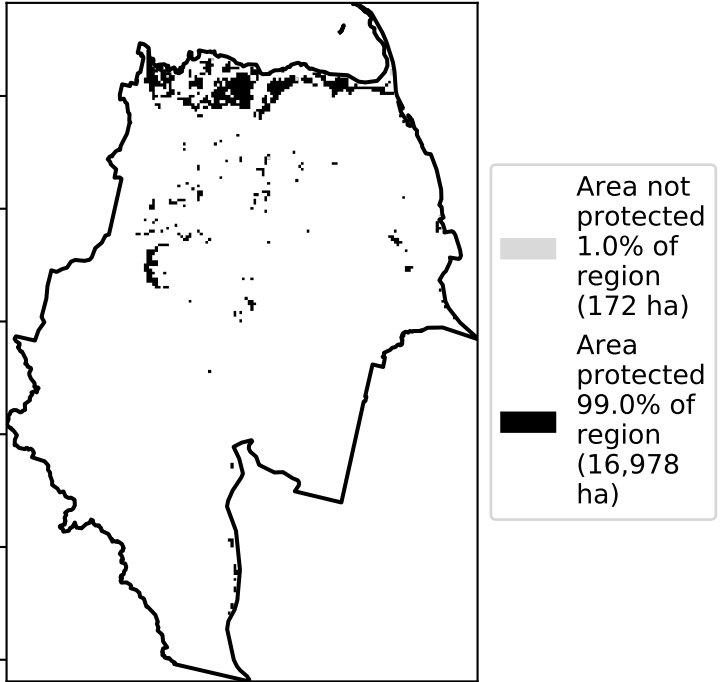 Area not
protected
1.0% of
region
(172 ha)
Area
protected
99.0% of
region
(16,978
ha)